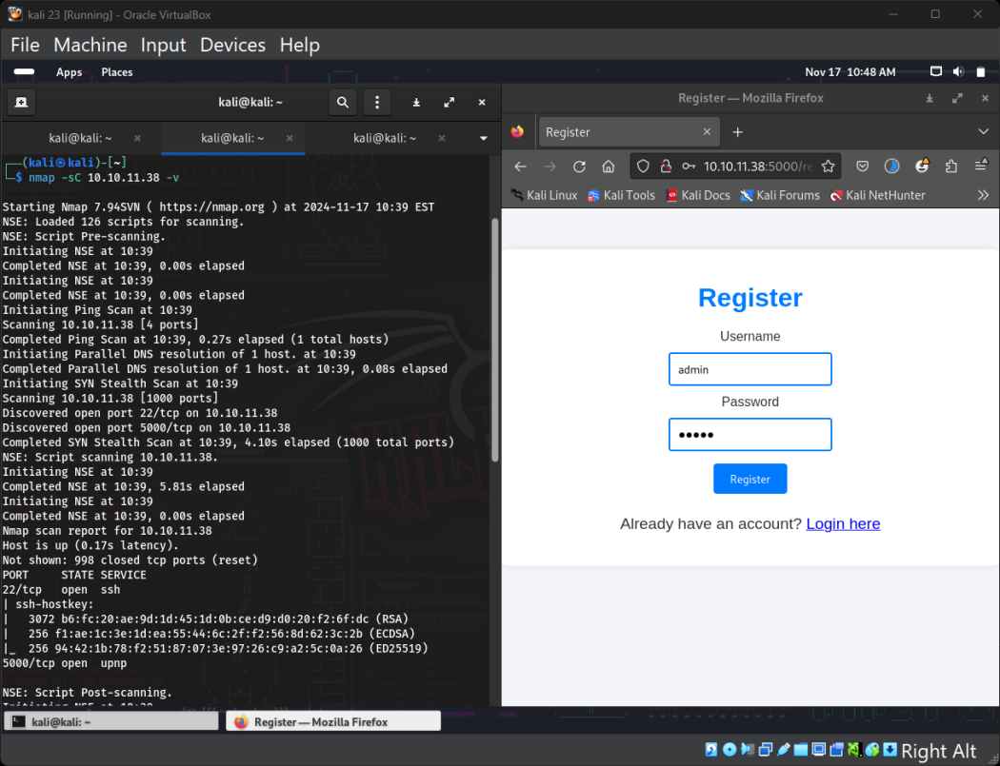 kali 23 [Running] - Oracle VirtualBox
File Machine Input Devices Help
Apps Places Nov 17 10:48 AM
kali@kali: ~
kali@kali: ~ kali@kali: ~ kali@kali: ~
(kali㉿kali)-[~]
$ nmap -sC 10.10.11.38 -v
Starting Nmap 7.94SVN ( https://nmap.org ) at 2024-11-17 10:39 EST
NSE: Loaded 126 scripts for scanning.
NSE: Script Pre-scanning.
Initiating NSE at 10:39
Completed NSE at 10:39, 0.00s elapsed
Initiating NSE at 10:39
Completed NSE at 10:39, 0.00s elapsed
Initiating Ping Scan at 10:39
Scanning 10.10.11.38 [4 ports]
Completed Ping Scan at 10:39, 0.27s elapsed (1 total hosts)
Initiating Parallel DNS resolution of 1 host. at 10:39
Completed Parallel DNS resolution of 1 host. at 10:39, 0.08s elapsed
Initiating SYN Stealth Scan at 10:39
Scanning 10.10.11.38 [1000 ports]
Discovered open port 22/tcp on 10.10.11.38
Discovered open port 5000/tcp on 10.10.11.38
Completed SYN Stealth Scan at 10:39, 4.10s elapsed (1000 total ports)
NSE: Script scanning 10.10.11.38.
Initiating NSE at 10:39
Completed NSE at 10:39, 5.81s elapsed
Initiating NSE at 10:39
Completed NSE at 10:39, 0.00s elapsed
Nmap scan report for 10.10.11.38
Host is up (0.17s latency).
Not shown: 998 closed tcp ports (reset)
PORT     STATE SERVICE
22/tcp   open  ssh
| ssh-hostkey:
|   3072 b6:fc:20:ae:9d:1d:45:1d:0b:ce:d9:d0:20:f2:6f:dc (RSA)
|   256 f1:ae:1c:3e:1d:ea:55:44:6c:2f:f2:56:8d:62:3c:2b (ECDSA)
|_  256 94:42:1b:78:f2:51:87:07:3e:97:26:c9:a2:5c:0a:26 (ED25519)
5000/tcp open  upnp
NSE: Script Post-scanning.
Initiating NSE at 10:39
Register — Mozilla Firefox
Register
10.10.11.38:5000/re
Kali Linux Kali Tools Kali Docs Kali Forums Kali NetHunter
Register
Username
admin
Password
•••••
Register
Already have an account? Login here
kali@kali: ~ Register — Mozilla Firefox
Right Alt